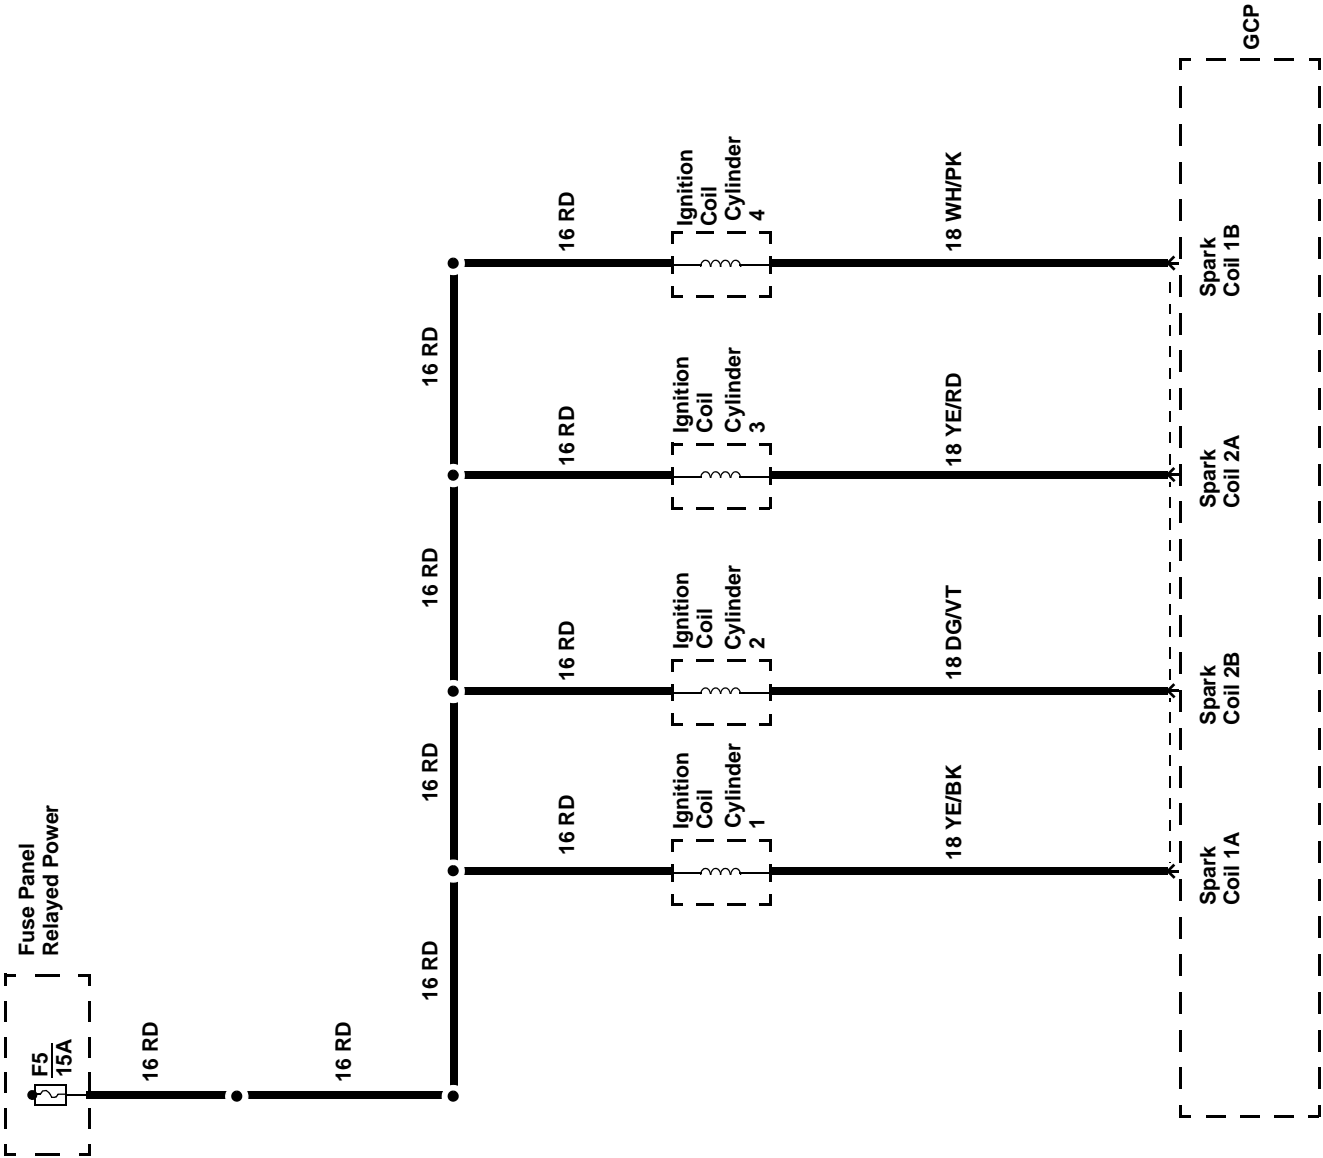 Fuse Panel
Relayed Power
F5
15A
16 RD
16 RD
16 RD
16 RD
16 RD
16 RD
16 RD
Ignition
Coil
Cylinder
1
18 YE/BK
Spark
Coil 1A
16 RD
Ignition
Coil
Cylinder
2
18 DG/VT
Spark
Coil 2B
16 RD
Ignition
Coil
Cylinder
3
18 YE/RD
Spark
Coil 2A
16 RD
Ignition
Coil
Cylinder
4
18 WH/PK
Spark
Coil 1B
GCP